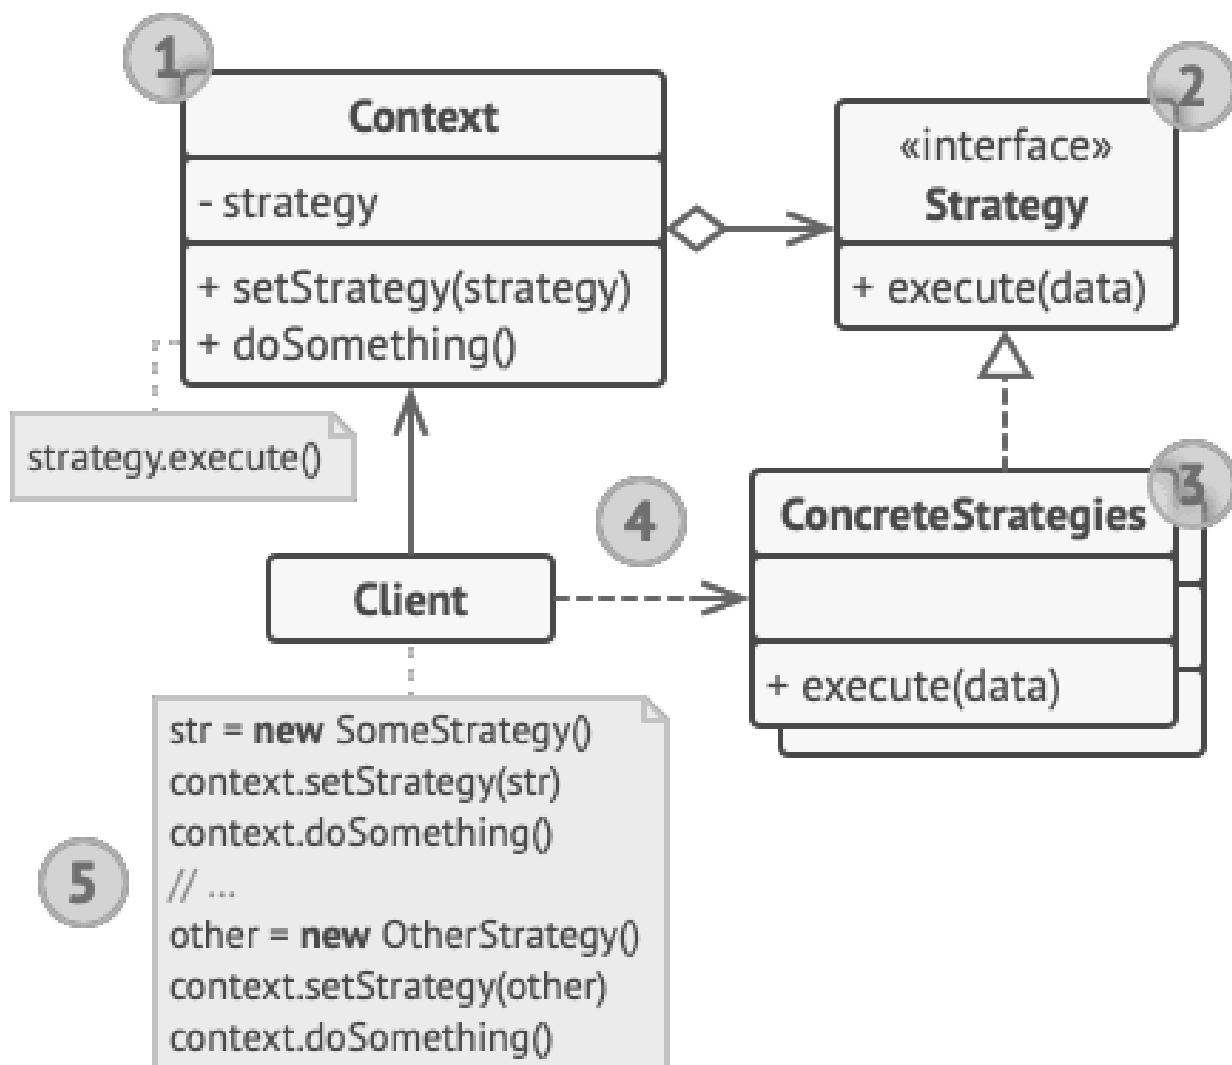 1
Context
- strategy
+ setStrategy(strategy)
+ doSomething()
2
«interface»
Strategy
+ execute(data)
strategy.execute()
3
ConcreteStrategies
+ execute(data)
4
Client
5
str = new SomeStrategy()
context.setStrategy(str)
context.doSomething()
// ...
other = new OtherStrategy()
context.setStrategy(other)
context.doSomething()